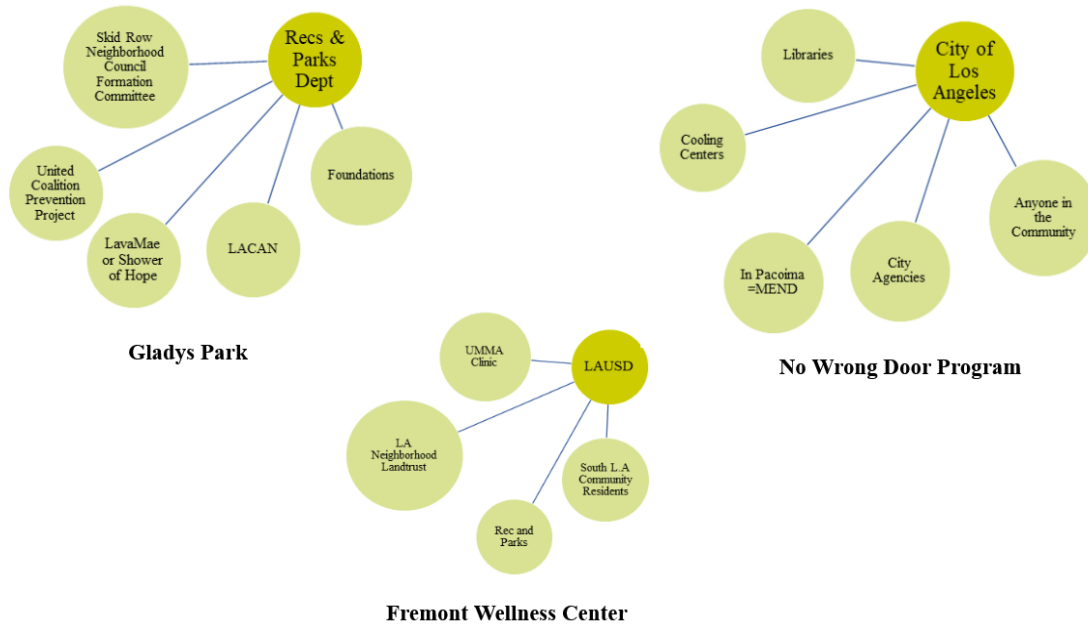 Skid Row
Neighborhood
Council
Formation
Committee
Recs &
Parks
Dept
United
Coalition
Prevention
Project
LavaMae
or Shower
of Hope
LACAN
Foundations
Gladys Park
Libraries
City of
Los
Angeles
Cooling
Centers
In Pacoima
=MEND
City
Agencies
Anyone in
the
Community
No Wrong Door Program
UMMA
Clinic
LAUSD
LA
Neighborhood
Landtrust
Rec and
Parks
South L.A
Community
Residents
Fremont Wellness Center